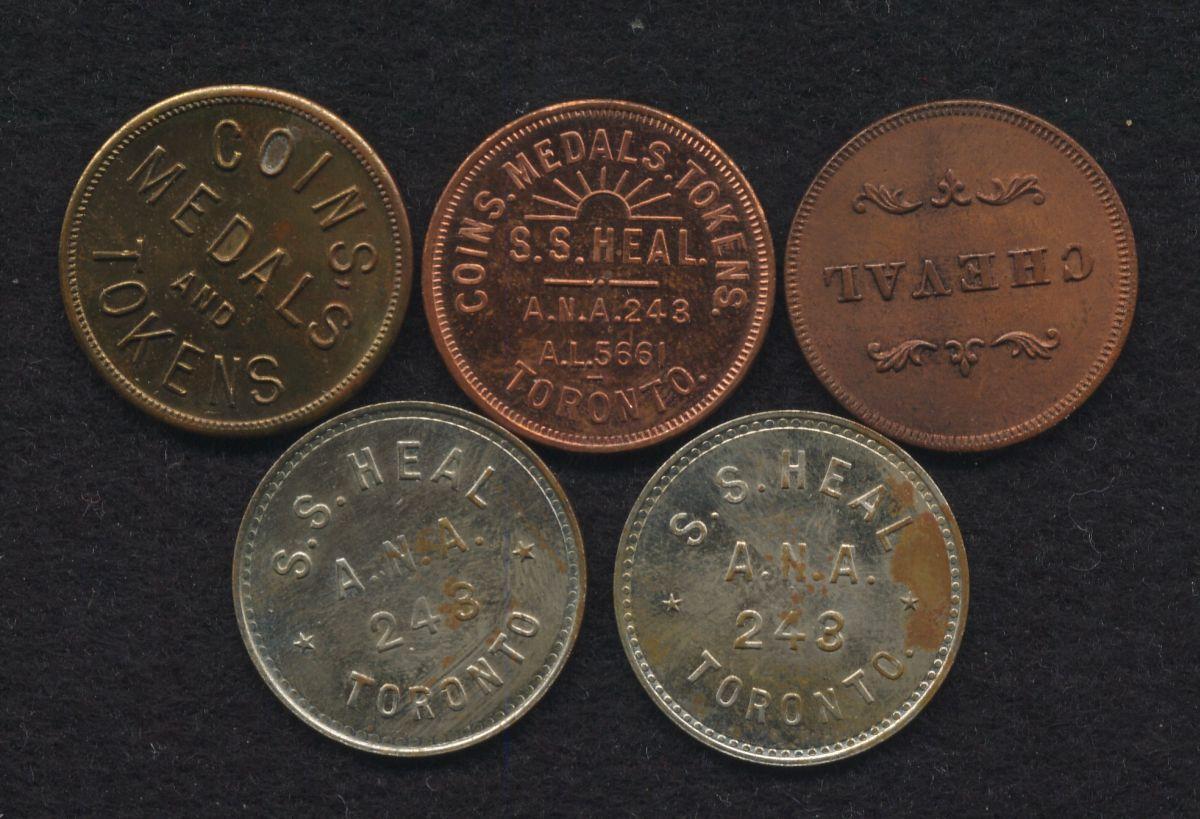 COINS,
MEDALS
AND
TOKENS
COINS. MEDALS. TOKENS.
S.S. HEAL.
A.N.A. 243
A.L. 5661
TORONTO.
CHEVAL
S.S. HEAL
A.N.A.
243
TORONTO
S. S. HEAL
A.N.A.
243
TORONTO.